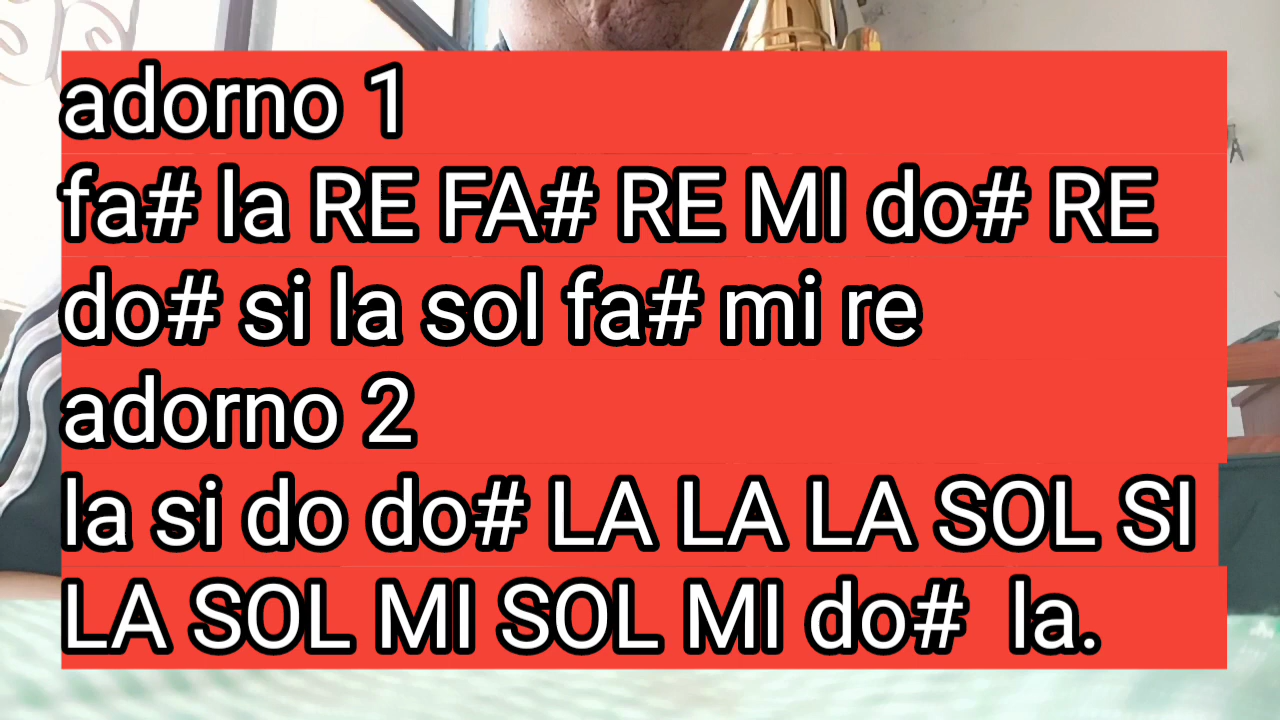 adorno 1
fa# la RE FA# RE MI do# RE
do# si la sol fa# mi re
adorno 2
la si do do# LA LA LA SOL SI
LA SOL MI SOL MI do#  la.